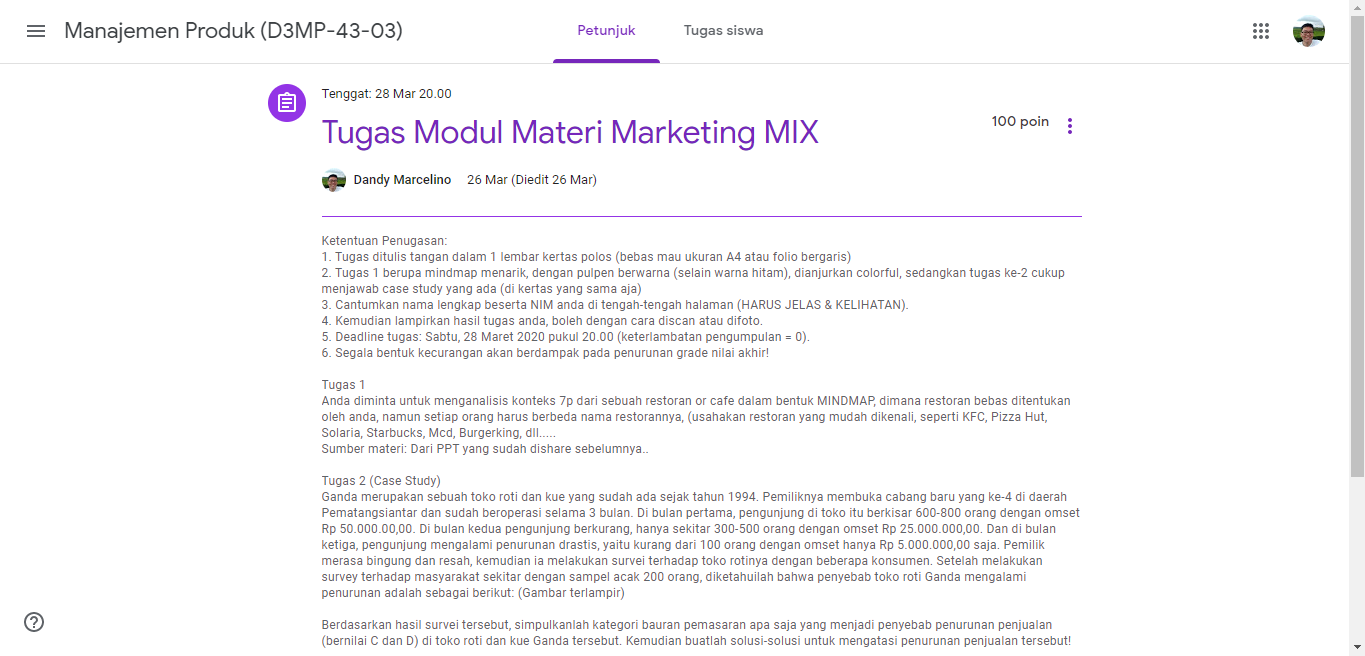 Manajemen Produk (D3MP-43-03)
Petunjuk
Tugas siswa
Tenggat: 28 Mar 20.00
Tugas Modul Materi Marketing MIX
100 poin
Dandy Marcelino 26 Mar (Diedit 26 Mar)
Ketentuan Penugasan:
1. Tugas ditulis tangan dalam 1 lembar kertas polos (bebas mau ukuran A4 atau folio bergaris)
2. Tugas 1 berupa mindmap menarik, dengan pulpen berwarna (selain warna hitam), dianjurkan colorful, sedangkan tugas ke-2 cukup
menjawab case study yang ada (di kertas yang sama aja)
3. Cantumkan nama lengkap beserta NIM anda di tengah-tengah halaman (HARUS JELAS & KELIHATAN).
4. Kemudian lampirkan hasil tugas anda, boleh dengan cara discan atau difoto.
5. Deadline tugas: Sabtu, 28 Maret 2020 pukul 20.00 (keterlambatan pengumpulan = 0).
6. Segala bentuk kecurangan akan berdampak pada penurunan grade nilai akhir!
Tugas 1
Anda diminta untuk menganalisis konteks 7p dari sebuah restoran or cafe dalam bentuk MINDMAP, dimana restoran bebas ditentukan
oleh anda, namun setiap orang harus berbeda nama restorannya, (usahakan restoran yang mudah dikenali, seperti KFC, Pizza Hut,
Solaria, Starbucks, Mcd, Burgerking, dll.....
Sumber materi: Dari PPT yang sudah dishare sebelumnya..
Tugas 2 (Case Study)
Ganda merupakan sebuah toko roti dan kue yang sudah ada sejak tahun 1994. Pemiliknya membuka cabang baru yang ke-4 di daerah
Pematangsiantar dan sudah beroperasi selama 3 bulan. Di bulan pertama, pengunjung di toko itu berkisar 600-800 orang dengan omset
Rp 50.000.00,00. Di bulan kedua pengunjung berkurang, hanya sekitar 300-500 orang dengan omset Rp 25.000.000,00. Dan di bulan
ketiga, pengunjung mengalami penurunan drastis, yaitu kurang dari 100 orang dengan omset hanya Rp 5.000.000,00 saja. Pemilik
merasa bingung dan resah, kemudian ia melakukan survei terhadap toko rotinya dengan beberapa konsumen. Setelah melakukan
survey terhadap masyarakat sekitar dengan sampel acak 200 orang, diketahuilah bahwa penyebab toko roti Ganda mengalami
penurunan adalah sebagai berikut: (Gambar terlampir)
Berdasarkan hasil survei tersebut, simpulkanlah kategori bauran pemasaran apa saja yang menjadi penyebab penurunan penjualan
(bernilai C dan D) di toko roti dan kue Ganda tersebut. Kemudian buatlah solusi-solusi untuk mengatasi penurunan penjualan tersebut!